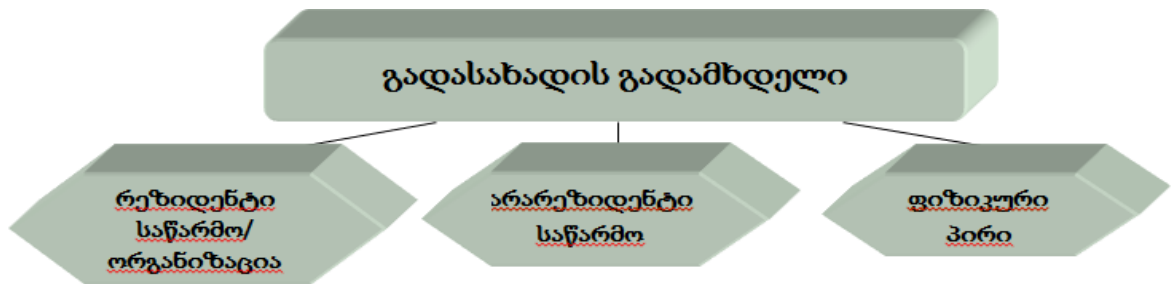 გადასახადის გადამხდელი
რეზიდენტი
საწარმო/
ორგანიზაცია
არარეზიდენტი
საწარმო
ფიზიკური
პირი